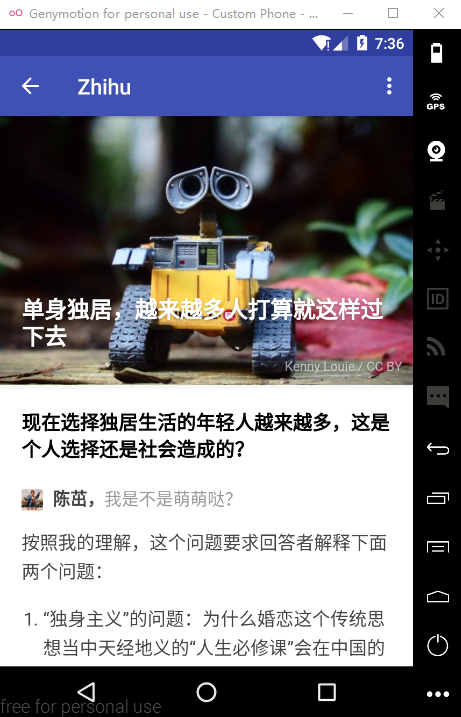 Genymotion for personal use - Custom Phone - ...
7:36
Zhihu
GPS
ID
单身独居，越来越多人打算就这样过
下去
Kenny Louie / CC BY
现在选择独居生活的年轻人越来越多，这是
个人选择还是社会造成的？
陈茁，我是不是萌萌哒？
按照我的理解，这个问题要求回答者解释下面
两个问题：
1. “独身主义”的问题：为什么婚恋这个传统思
想当中天经地义的“人生必修课”会在中国的
free for personal use